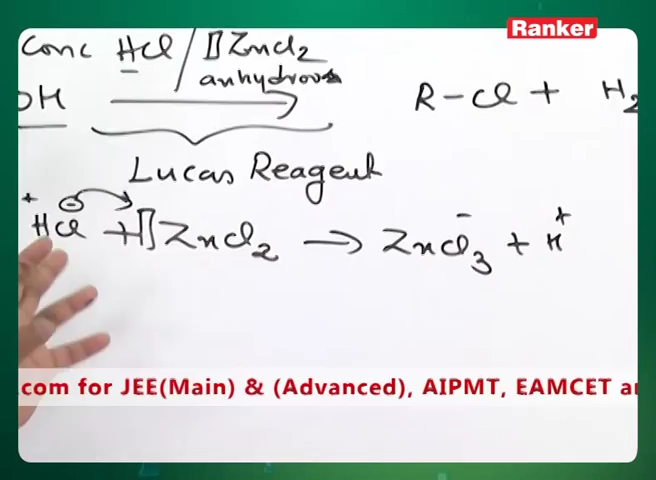 Ranker
Conc HCl / ZnCl2
anhydrous
OH → R-Cl + H2
Lucas Reagent
+ ⊖
HCl + ZnCl2 → ZnCl3⁻ + H⁺
.com for JEE(Main) & (Advanced), AIPMT, EAMCET a